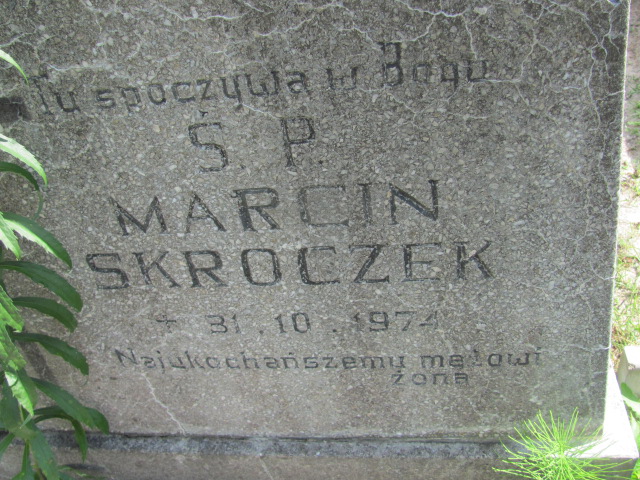 Tu spoczywa w Bogu
Ś. P.
MARCIN
SKROCZEK
+ 31.10.1974
Najukochańszemu mężowi
żona